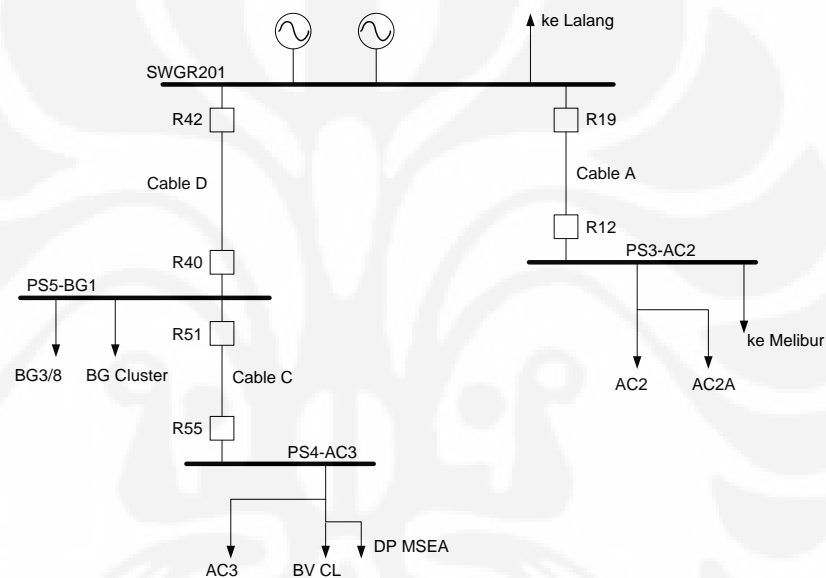 ke Lalang
SWGR201
R42
R19
Cable D
Cable A
R12
R40
PS3-AC2
PS5-BG1
R51
ke Melibur
BG3/8
BG Cluster
Cable C
AC2
AC2A
R55
PS4-AC3
DP MSEA
AC3
BV CL